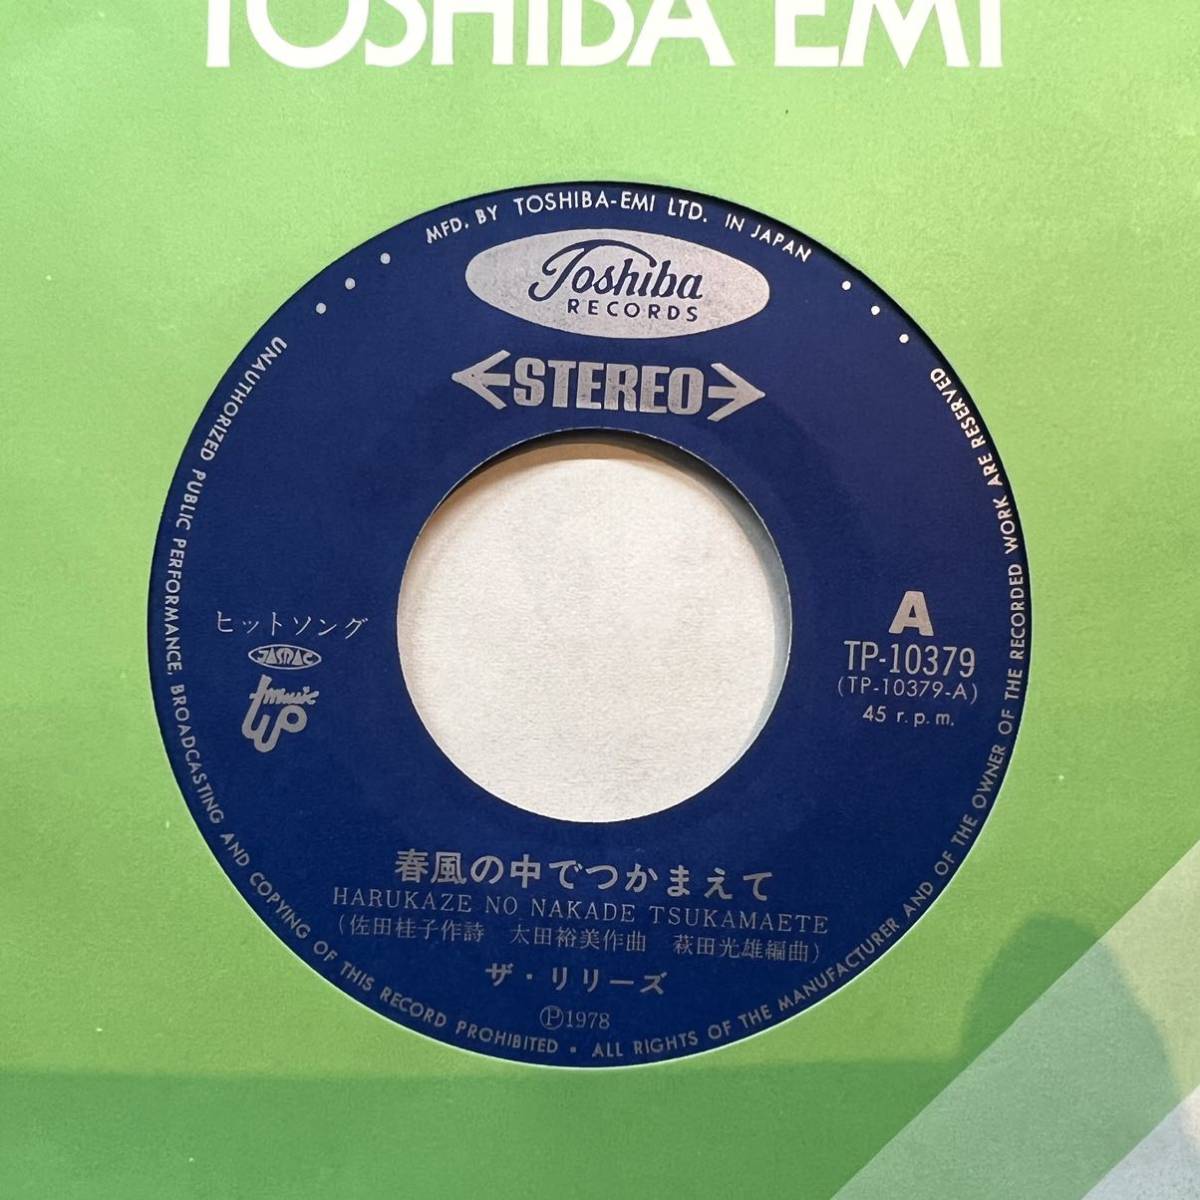 TOSHIBA EMI
MFD. BY TOSHIBA-EMI LTD. IN JAPAN
Toshiba
RECORDS
STEREO
ヒットソング
JASRAC
music
UP
A
TP-10379
(TP-10379-A)
45 r.p.m.
春風の中でつかまえて
HARUKAZE NO NAKADE TSUKAMAETE
(佐田桂子作詩 太田裕美作曲 萩田光雄編曲)
ザ・リリーズ
Ⓟ1978
UNAUTHORIZED PUBLIC PERFORMANCE, BROADCASTING AND COPYING OF THIS RECORD PROHIBITED • ALL RIGHTS OF THE MANUFACTURER AND OF THE OWNER OF THE RECORDED WORK ARE RESERVED